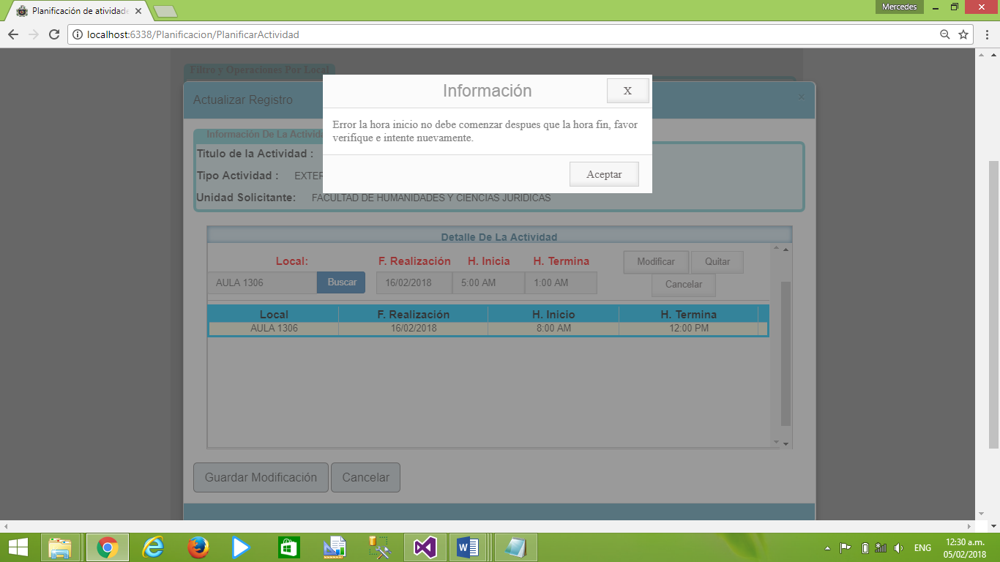 Planificación de atividade
Mercedes
localhost:6338/Planificacion/PlanificarActividad
Filtro y Operaciones Por Local
Actualizar Registro
×
Información
X
Error la hora inicio no debe comenzar despues que la hora fin, favor
verifique e intente nuevamente.
Aceptar
Información De La Activida
Titulo de la Actividad :
Tipo Actividad : EXTER
Unidad Solicitante: FACULTAD DE HUMANIDADES Y CIENCIAS JURIDICAS
Detalle De La Actividad
Local: F. Realización H. Inicia H. Termina
AULA 1306 Buscar 16/02/2018 5:00 AM 1:00 AM
Modificar Quitar
Cancelar
Local F. Realización H. Inicio H. Termina
AULA 1306 16/02/2018 8:00 AM 12:00 PM
Guardar Modificación Cancelar
ENG
12:30 a.m.
05/02/2018